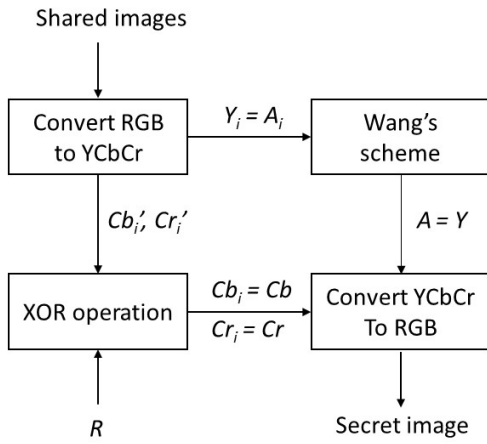 Shared images
Convert RGB
to YCbCr
Yᵢ = Aᵢ
Wang's
scheme
Cbᵢ′, Crᵢ′
A = Y
XOR operation
Cbᵢ = Cb
Crᵢ = Cr
Convert YCbCr
To RGB
R
Secret image